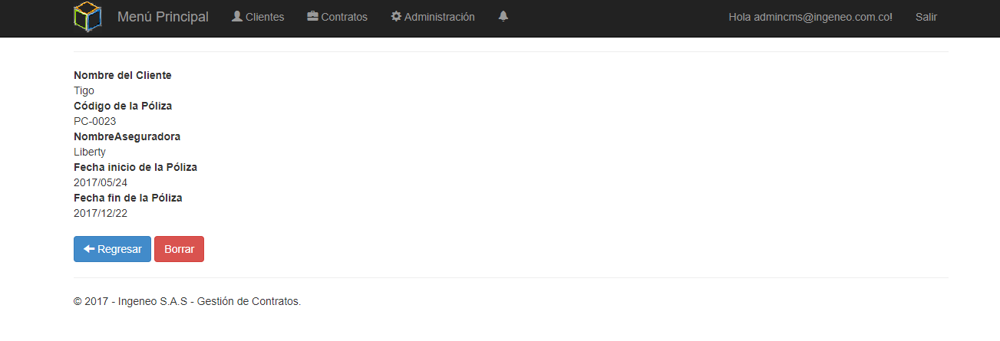 Menú Principal Clientes Contratos Administración Hola admincms@ingeneo.com.co! Salir
Nombre del Cliente
Tigo
Código de la Póliza
PC-0023
NombreAseguradora
Liberty
Fecha inicio de la Póliza
2017/05/24
Fecha fin de la Póliza
2017/12/22
Regresar Borrar
© 2017 - Ingeneo S.A.S - Gestión de Contratos.